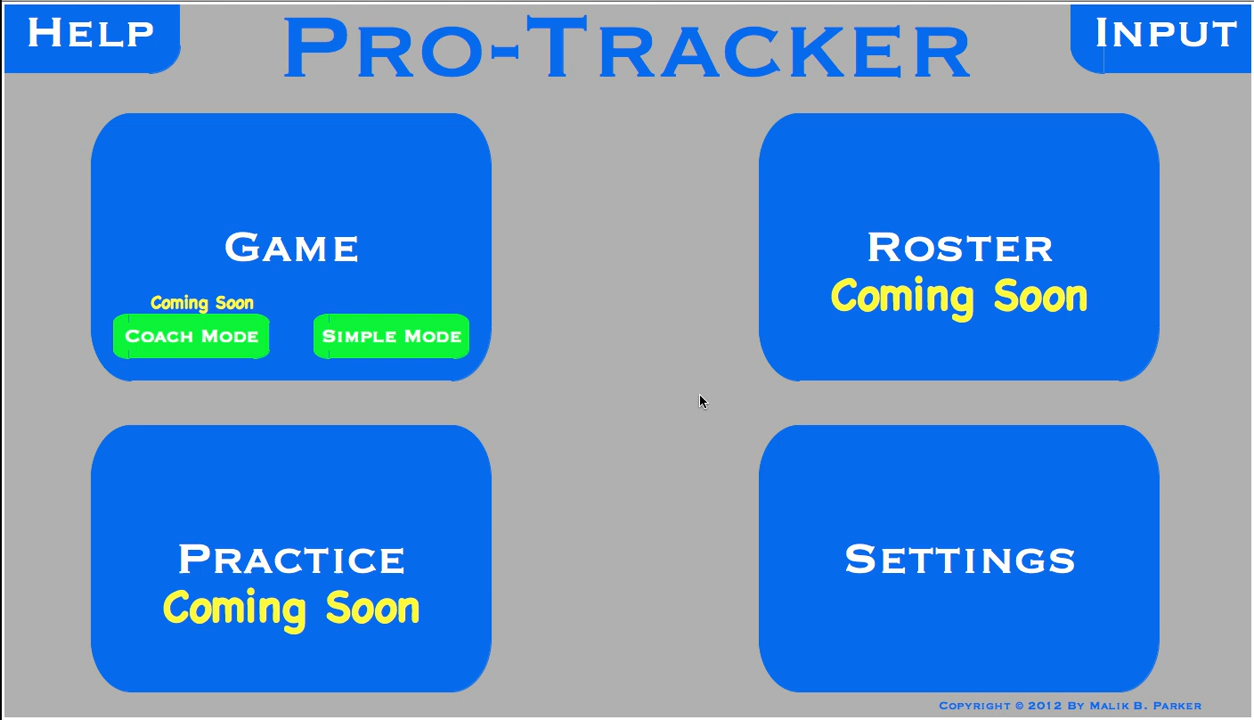 Help
Pro-Tracker
Input
Game
Coming Soon
Coach Mode
Simple Mode
Roster
Coming Soon
Practice
Coming Soon
Settings
Copyright © 2012 By Malik B. Parker